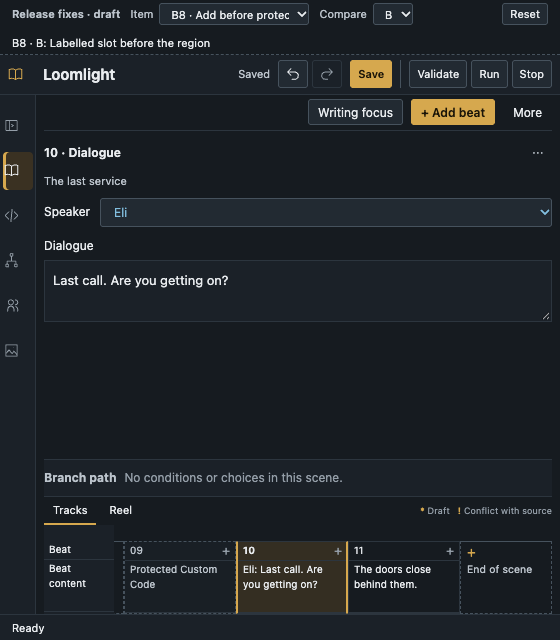 Release fixes · draft Item B8 · Add before protec Compare B Reset
B8 · B: Labelled slot before the region
Loomlight Saved Save Validate Run Stop
Writing focus + Add beat More
10 · Dialogue ...
The last service
Speaker Eli
Dialogue
Last call. Are you getting on?
Branch path No conditions or choices in this scene.
Tracks Reel * Draft ! Conflict with source
Beat 09 + 10 + 11 + +
Beat content Protected Custom Code Eli: Last call. Are you getting on? The doors close behind them. End of scene
Ready